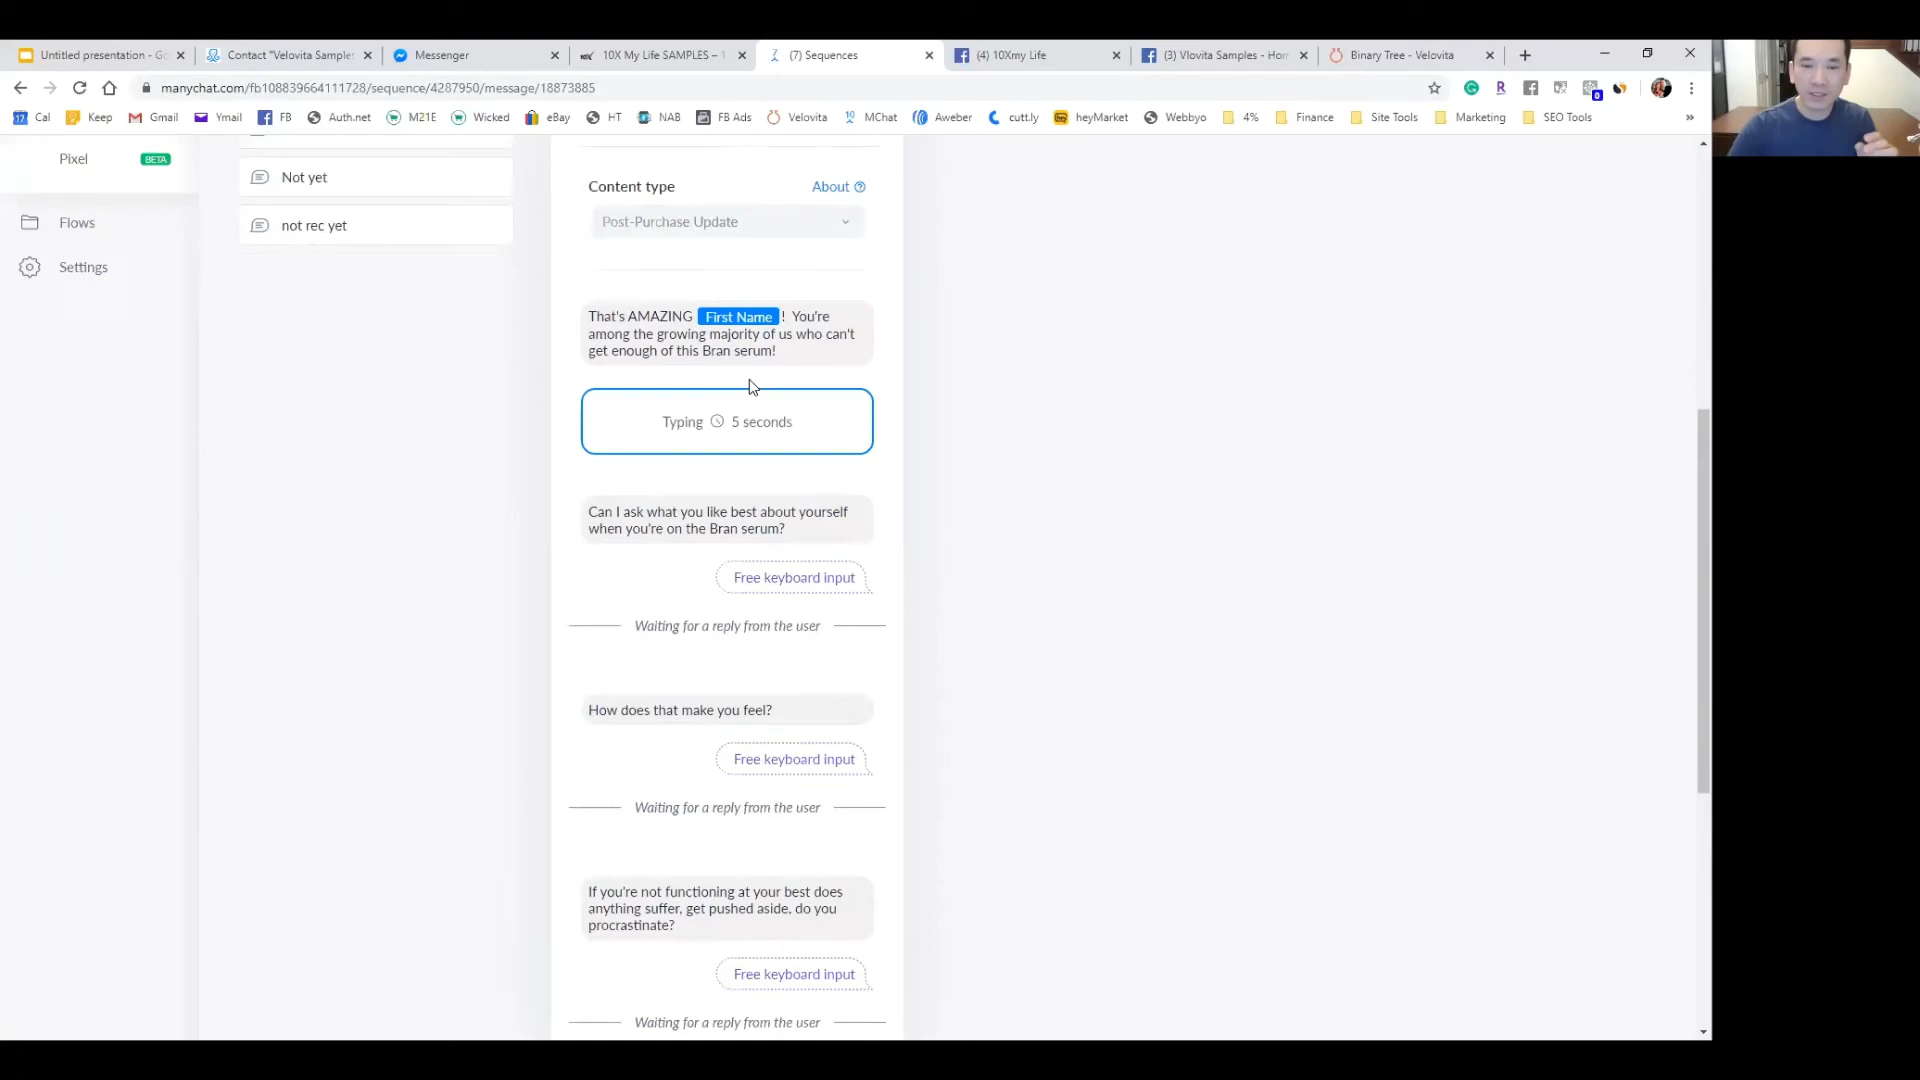 Untitled presentation - Go
Contact "Velovita Sample
Messenger
10X My Life SAMPLES – 1
(7) Sequences
(4) 10Xmy Life
(3) Vlovita Samples - Hom
Binary Tree - Velovita
manychat.com/fb108839664111728/sequence/4287950/message/18873885
Cal
Keep
Gmail
Ymail
FB
Auth.net
M21E
Wicked
eBay
HT
NAB
FB Ads
Velovita
MChat
Aweber
cutt.ly
heyMarket
Webbyo
4%
Finance
Site Tools
Marketing
SEO Tools
Pixel
BETA
Flows
Settings
Not yet
not rec yet
Content type
About
Post-Purchase Update
That's AMAZING First Name ! You're
among the growing majority of us who can't
get enough of this Bran serum!
Typing 5 seconds
Can I ask what you like best about yourself
when you're on the Bran serum?
Free keyboard input
Waiting for a reply from the user
How does that make you feel?
Free keyboard input
Waiting for a reply from the user
If you're not functioning at your best does
anything suffer, get pushed aside, do you
procrastinate?
Free keyboard input
Waiting for a reply from the user